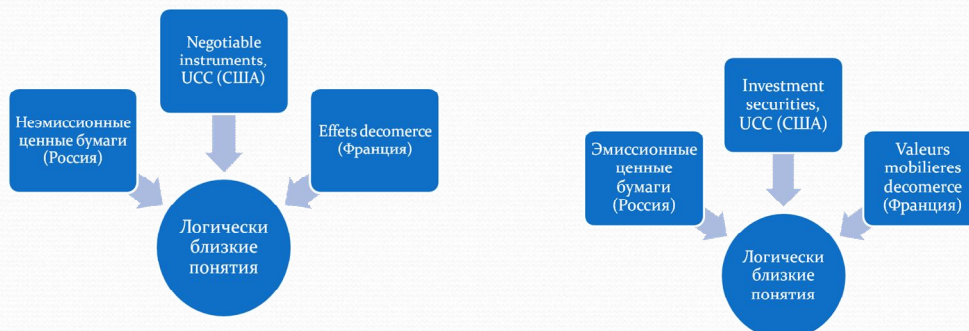 Negotiable
instruments,
UCC (США)
Неэмиссионные
ценные бумаги
(Россия)
Effets decomerce
(Франция)
Логически
близкие
понятия
Investment
securities,
UCC (США)
Эмиссионные
ценные
бумаги
(Россия)
Valeurs
mobilieres
decomerce
(Франция)
Логически
близкие
понятия